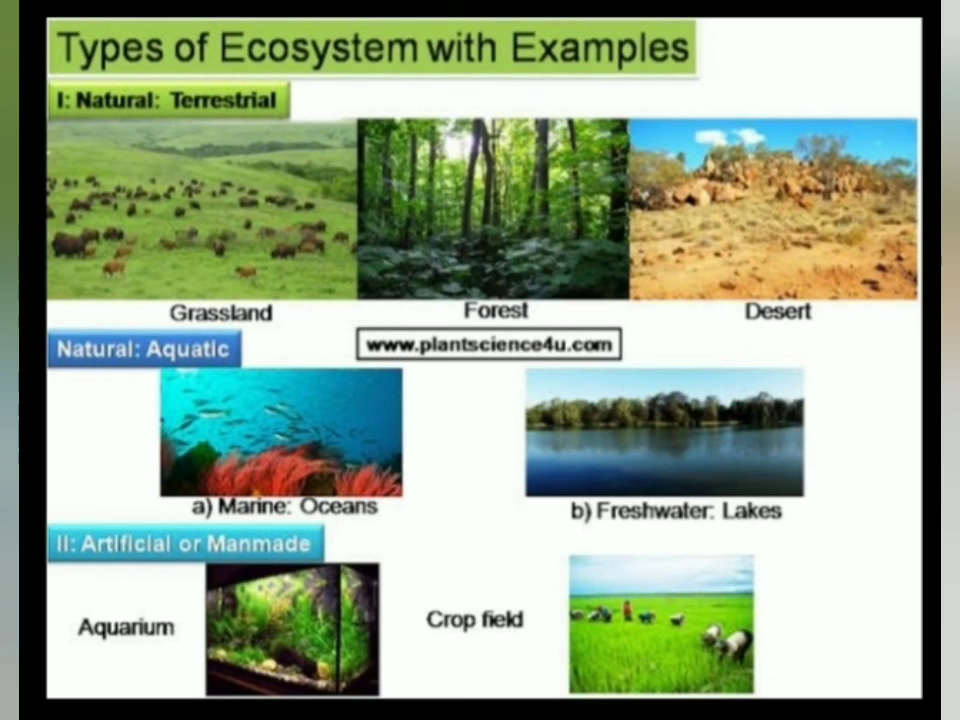 Types of Ecosystem with Examples
I: Natural: Terrestrial
Grassland
Forest
Desert
www.plantscience4u.com
Natural: Aquatic
a) Marine: Oceans
b) Freshwater: Lakes
II: Artificial or Manmade
Aquarium
Crop field